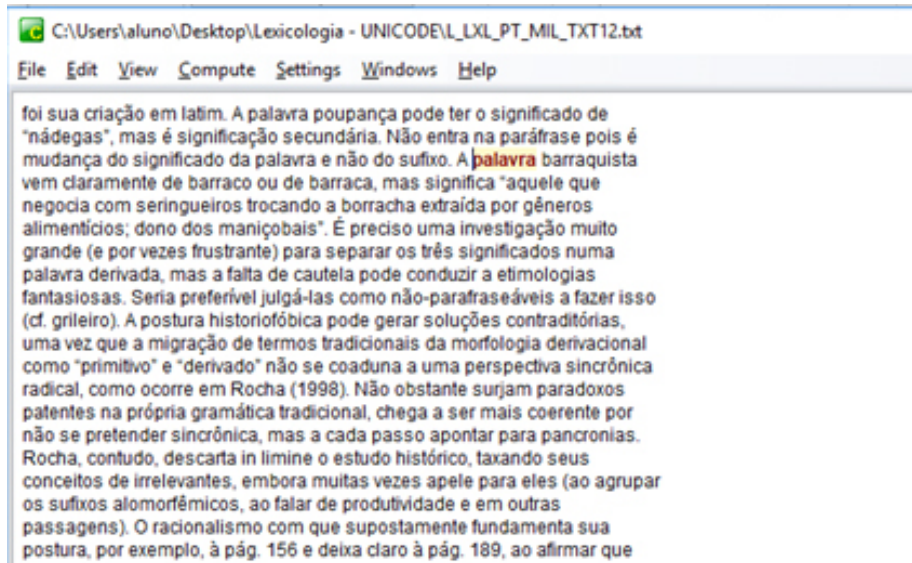 C:\Users\aluno\Desktop\Lexicologia - UNICODE\L_LXL_PT_MIL_TXT12.txt
File Edit View Compute Settings Windows Help
foi sua criação em latim. A palavra poupança pode ter o significado de
“nádegas”, mas é significação secundária. Não entra na paráfrase pois é
mudança do significado da palavra e não do sufixo. A palavra barraquista
vem claramente de barraco ou de barraca, mas significa “aquele que
negocia com seringueiros trocando a borracha extraída por gêneros
alimentícios; dono dos maniçobais”. É preciso uma investigação muito
grande (e por vezes frustrante) para separar os três significados numa
palavra derivada, mas a falta de cautela pode conduzir a etimologias
fantasiosas. Seria preferível julgá-las como não-parafraseáveis a fazer isso
(cf. grileiro). A postura historiofóbica pode gerar soluções contraditórias,
uma vez que a migração de termos tradicionais da morfologia derivacional
como “primitivo” e “derivado” não se coaduna a uma perspectiva sincrônica
radical, como ocorre em Rocha (1998). Não obstante surjam paradoxos
patentes na própria gramática tradicional, chega a ser mais coerente por
não se pretender sincrônica, mas a cada passo apontar para pancronias.
Rocha, contudo, descarta in limine o estudo histórico, taxando seus
conceitos de irrelevantes, embora muitas vezes apele para eles (ao agrupar
os sufixos alomorfêmicos, ao falar de produtividade e em outras
passagens). O racionalismo com que supostamente fundamenta sua
postura, por exemplo, à pág. 156 e deixa claro à pág. 189, ao afirmar que